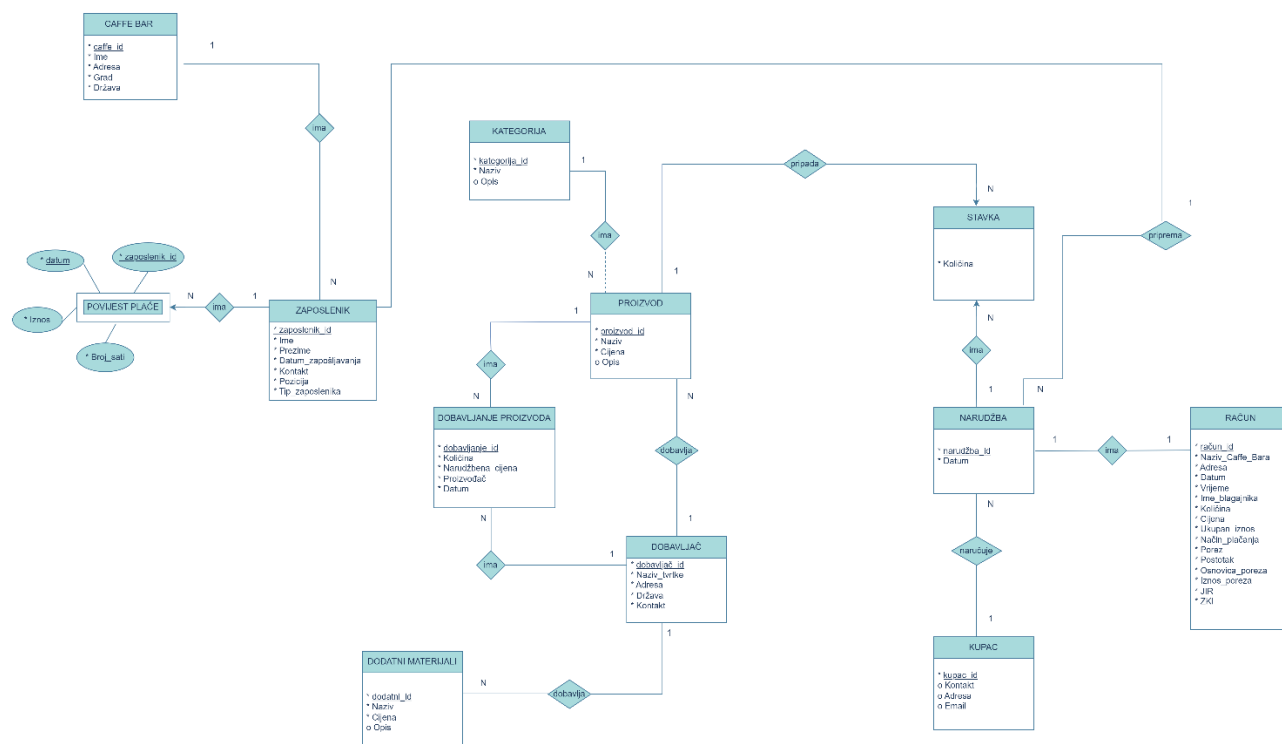 CAFFE BAR
* caffe_id
* Ime
* Adresa
* Grad
* Država
1
1
ima
N
KATEGORIJA
* kategorija_id
* Naziv
o Opis
1
ima
N
pripada
N
1
STAVKA
* Količina
N
1
priprema
N
* datum
* zaposlenik_id
POVIJEST PLAĆE
* Iznos
* Broj_sati
N
ima
1
ZAPOSLENIK
* zaposlenik_id
* Ime
* Prezime
* Datum_zapošljavanja
* Kontakt
* Pozicija
* Tip_zaposlenika
PROIZVOD
* proizvod_id
* Naziv
* Cijena
o Opis
1
ima
N
N
dobavlja
1
ima
1
DOBAVLJANJE PROIZVODA
* dobavljanje_id
* Količina
* Narudžbena_cijena
* Proizvođač
* Datum
N
ima
1
DOBAVLJAČ
* dobavljač_id
* Naziv_tvrtke
* Adresa
* Država
* Kontakt
1
DODATNI MATERIJALI
* dodatni_Id
* Naziv
* Cijena
o Opis
N
dobavlja
NARUDŽBA
* narudžba_Id
* Datum
1
ima
1
N
naručuje
1
RAČUN
* račun_id
* Naziv_Caffe_Bara
* Adresa
* Datum
* Vrijeme
* Ime_blagajnika
* Količina
* Cijena
* Ukupan_iznos
* Način_plačanja
* Porez
* Postotak
* Osnovica_poreza
* Iznos_poreza
* JIR
* ZKI
KUPAC
* kupac_id
o Kontakt
o Adresa
o Email